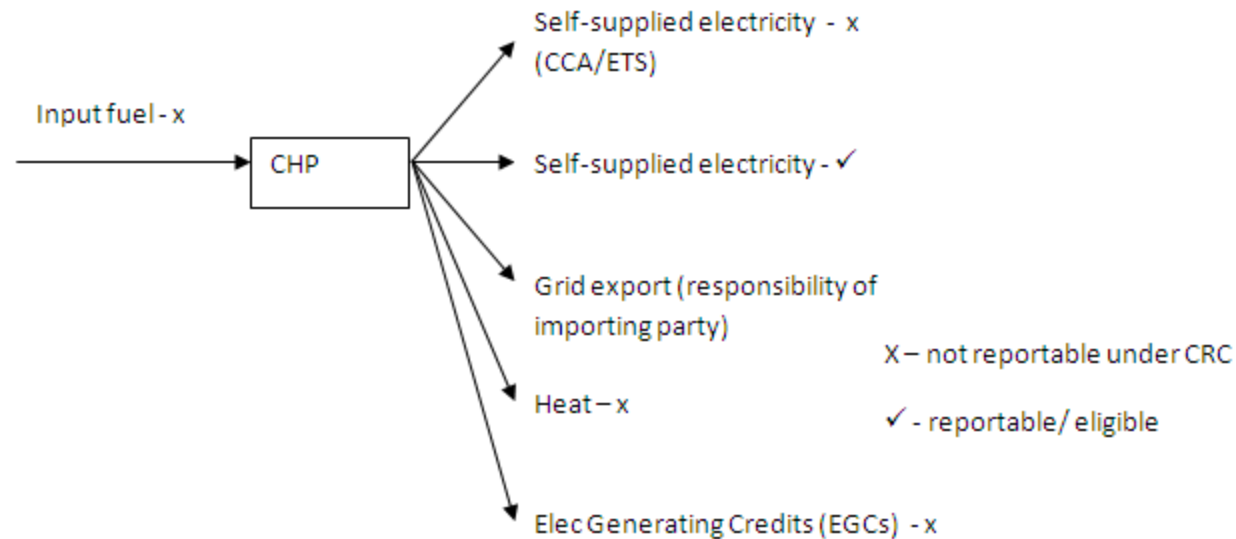 Self-supplied electricity - x
(CCA/ETS)
Input fuel - x
CHP
Self-supplied electricity - ✓
Grid export (responsibility of
importing party)
X – not reportable under CRC
Heat – x
✓ - reportable/ eligible
Elec Generating Credits (EGCs) - x